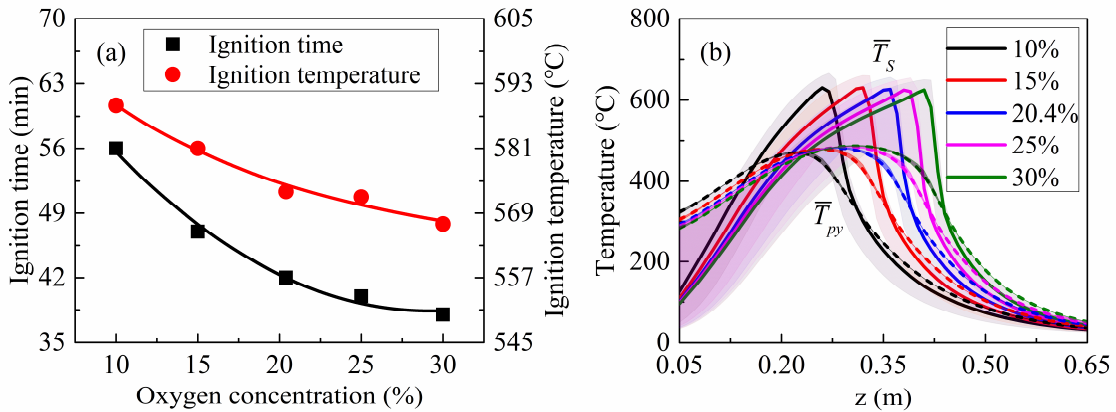 (a)
Ignition time
Ignition temperature
Ignition time (min)
70
63
56
49
42
35
10
15
20
25
30
Oxygen concentration (%)
605
593
581
569
557
545
Ignition temperature (℃)
(b)
T̅_S
T̅_py
10%
15%
20.4%
25%
30%
Temperature (℃)
800
600
400
200
0
0.05
0.20
0.35
0.50
0.65
z (m)